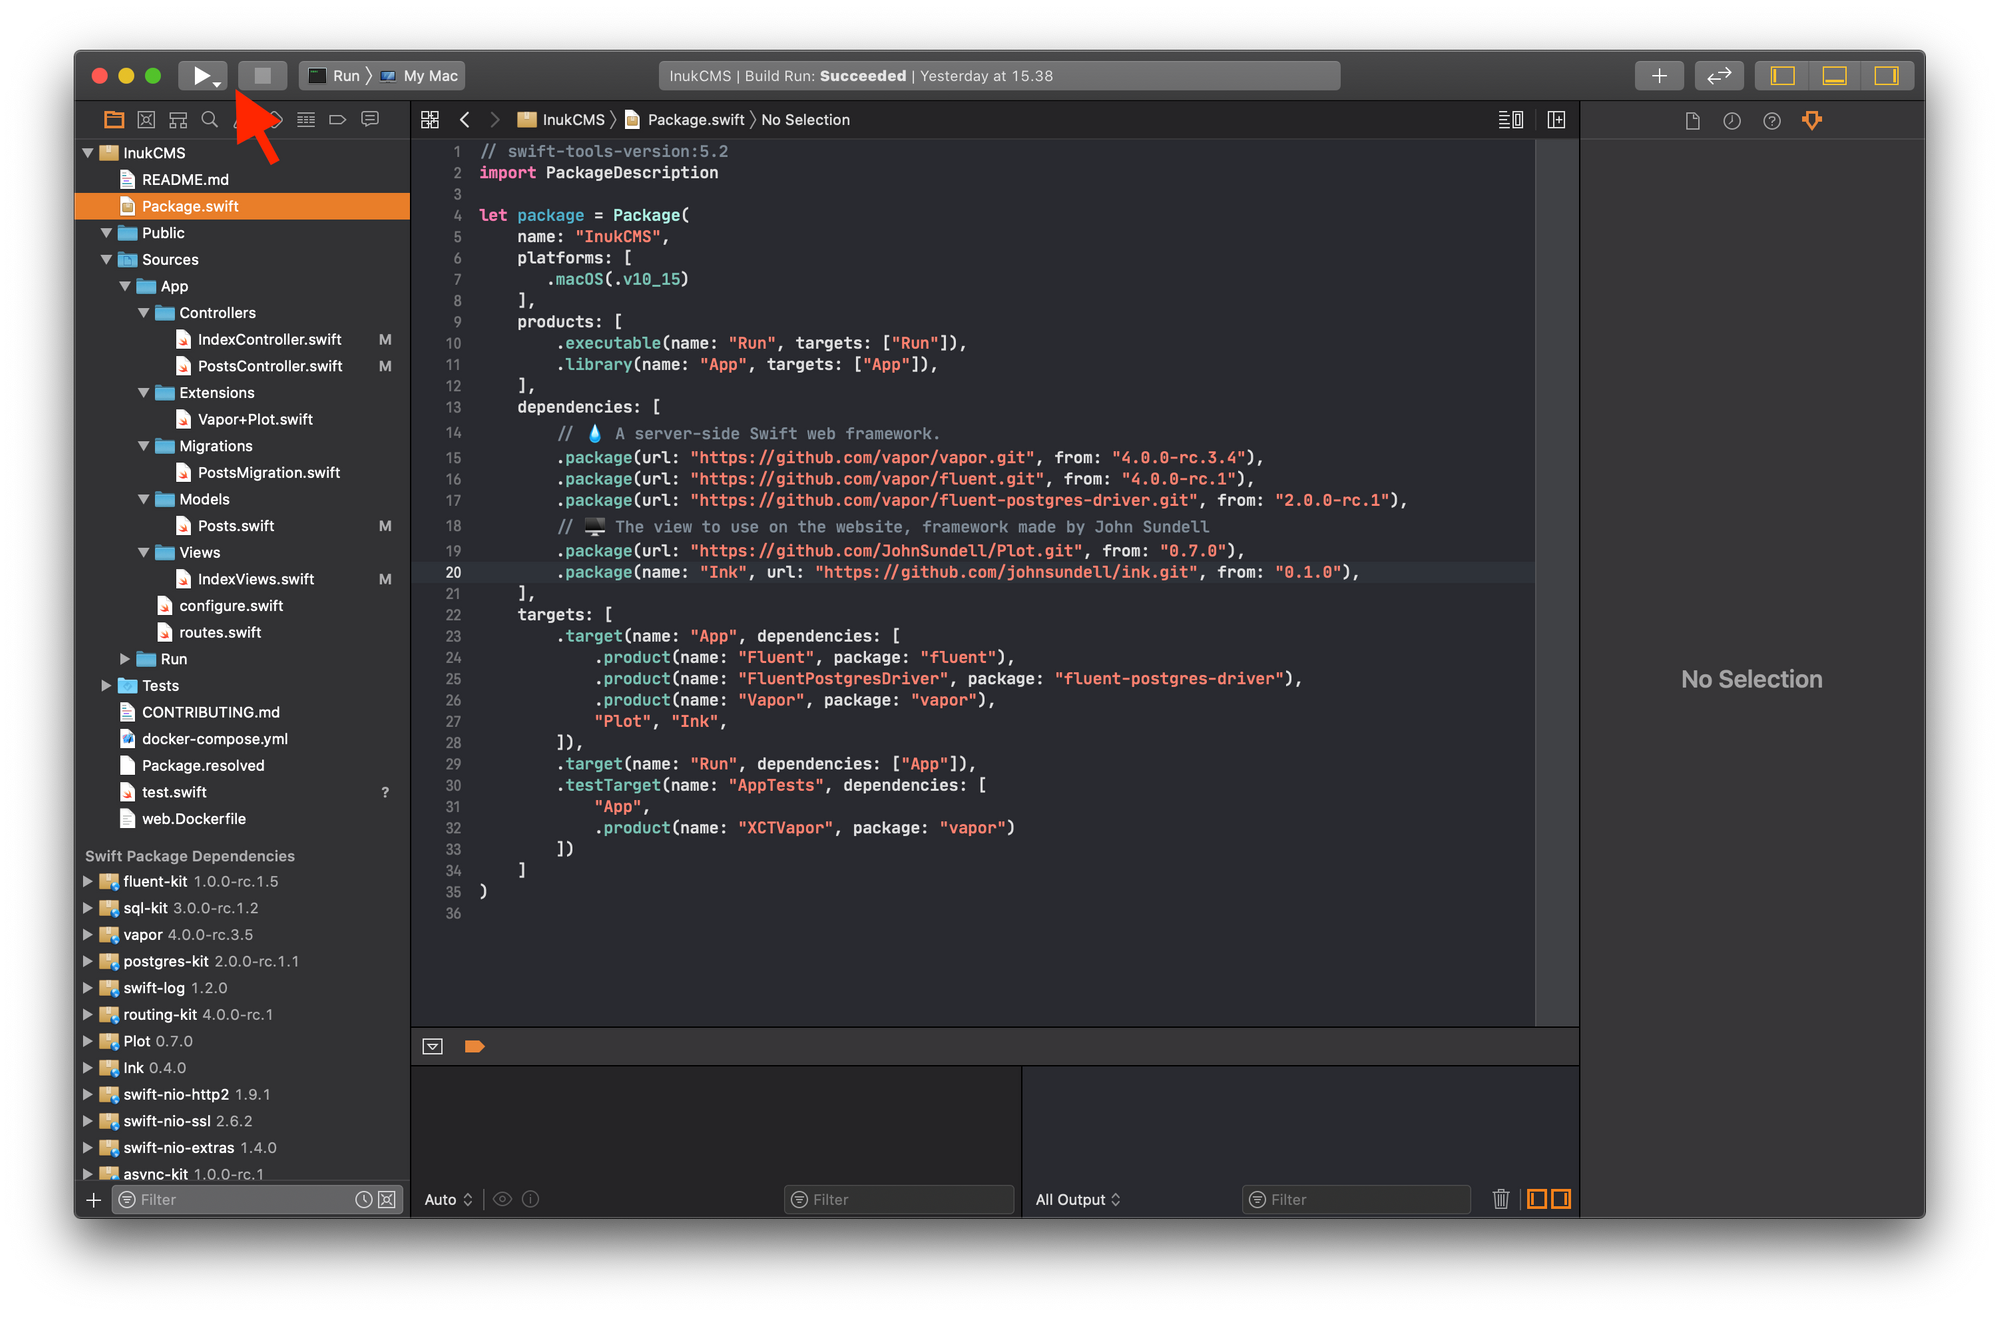 Run 〉 My Mac
InukCMS | Build Run: Succeeded | Yesterday at 15.38
InukCMS 〉 Package.swift 〉 No Selection
InukCMS
README.md
Package.swift
Public
Sources
App
Controllers
IndexController.swift M
PostsController.swift M
Extensions
Vapor+Plot.swift
Migrations
PostsMigration.swift
Models
Posts.swift M
Views
IndexViews.swift M
configure.swift
routes.swift
Run
Tests
CONTRIBUTING.md
docker-compose.yml
Package.resolved
test.swift ?
web.Dockerfile
Swift Package Dependencies
fluent-kit 1.0.0-rc.1.5
sql-kit 3.0.0-rc.1.2
vapor 4.0.0-rc.3.5
postgres-kit 2.0.0-rc.1.1
swift-log 1.2.0
routing-kit 4.0.0-rc.1
Plot 0.7.0
Ink 0.4.0
swift-nio-http2 1.9.1
swift-nio-ssl 2.6.2
swift-nio-extras 1.4.0
async-kit 1.0.0-rc.1
Filter
1 // swift-tools-version:5.2
2 import PackageDescription
3
4 let package = Package(
5     name: "InukCMS",
6     platforms: [
7        .macOS(.v10_15)
8     ],
9     products: [
10         .executable(name: "Run", targets: ["Run"]),
11         .library(name: "App", targets: ["App"]),
12     ],
13     dependencies: [
14         // 💧 A server-side Swift web framework.
15         .package(url: "https://github.com/vapor/vapor.git", from: "4.0.0-rc.3.4"),
16         .package(url: "https://github.com/vapor/fluent.git", from: "4.0.0-rc.1"),
17         .package(url: "https://github.com/vapor/fluent-postgres-driver.git", from: "2.0.0-rc.1"),
18         // 🖥 The view to use on the website, framework made by John Sundell
19         .package(url: "https://github.com/JohnSundell/Plot.git", from: "0.7.0"),
20         .package(name: "Ink", url: "https://github.com/johnsundell/ink.git", from: "0.1.0"),
21     ],
22     targets: [
23         .target(name: "App", dependencies: [
24             .product(name: "Fluent", package: "fluent"),
25             .product(name: "FluentPostgresDriver", package: "fluent-postgres-driver"),
26             .product(name: "Vapor", package: "vapor"),
27             "Plot", "Ink",
28         ]),
29         .target(name: "Run", dependencies: ["App"]),
30         .testTarget(name: "AppTests", dependencies: [
31             "App",
32             .product(name: "XCTVapor", package: "vapor")
33         ])
34     ]
35 )
36
Auto
Filter
All Output
Filter
No Selection